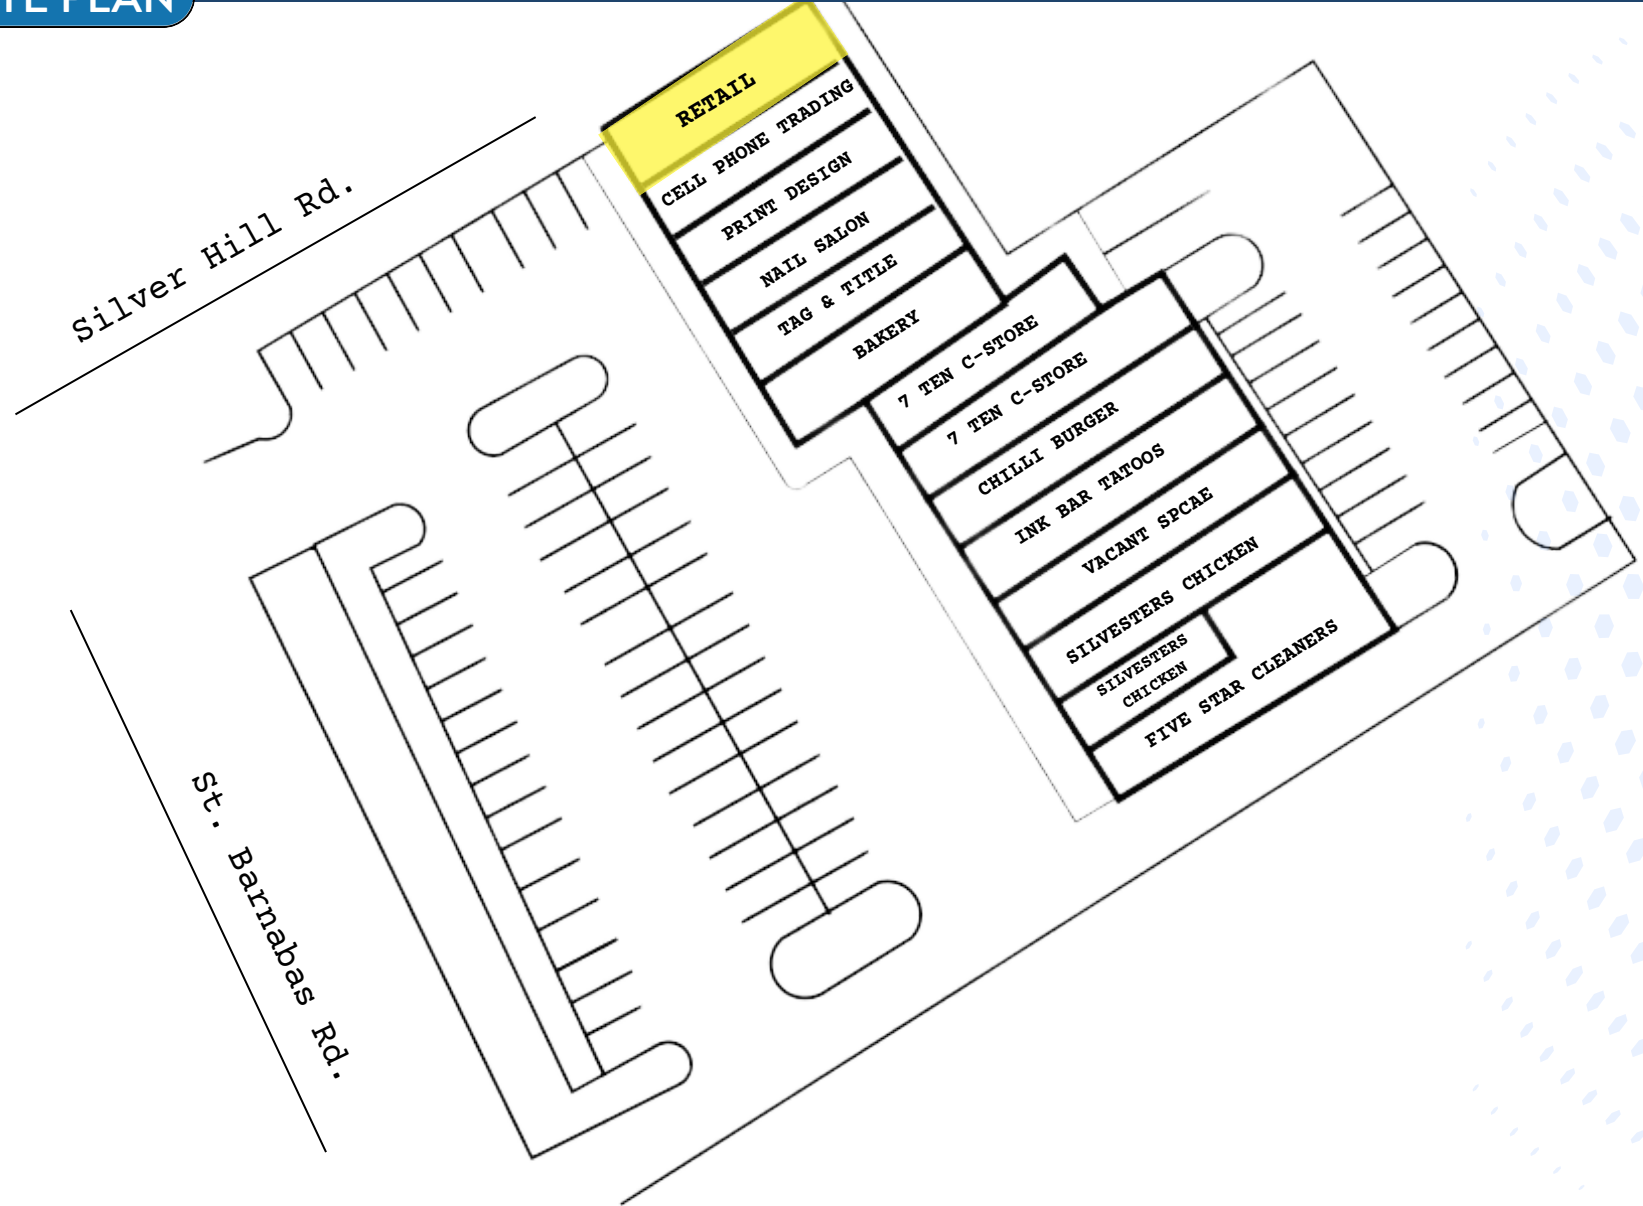 TE PLAN
RETAIL
CELL PHONE TRADING
PRINT DESIGN
NAIL SALON
TAG & TITLE
BAKERY
7 TEN C-STORE
7 TEN C-STORE
CHILLI BURGER
INK BAR TATOOS
VACANT SPCAE
SILVESTERS CHICKEN
SILVESTERS
CHICKEN
FIVE STAR CLEANERS
Silver Hill Rd.
St. Barnabas Rd.